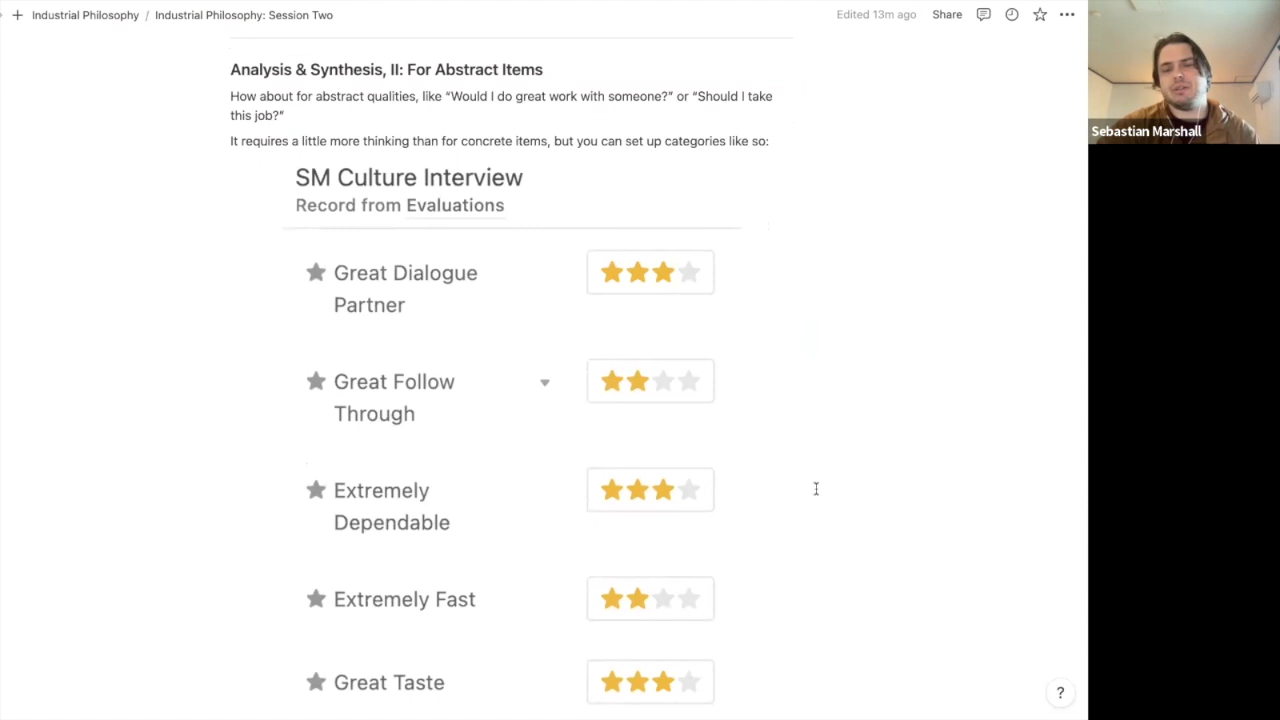 Industrial Philosophy / Industrial Philosophy: Session Two
Edited 13m ago
Share
Analysis & Synthesis, II: For Abstract Items
How about for abstract qualities, like “Would I do great work with someone?” or “Should I take
this job?”
It requires a little more thinking than for concrete items, but you can set up categories like so:
SM Culture Interview
Record from Evaluations
Great Dialogue
Partner
Great Follow
Through
Extremely
Dependable
Extremely Fast
Great Taste
?
Sebastian Marshall